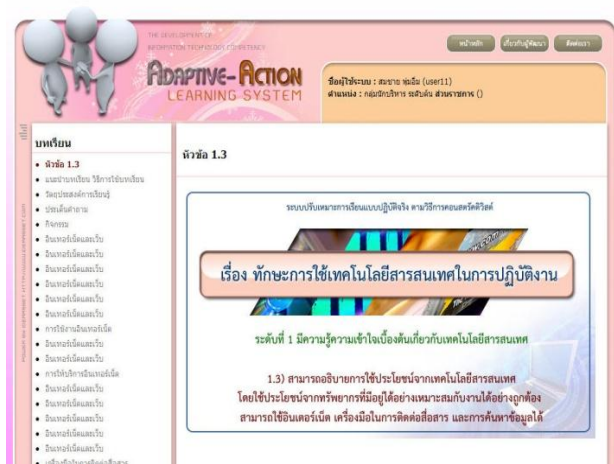 THE DEVELOPMENT OF
INFORMATION TECHNOLOGY COMPETENCE
ADAPTIVE-ACTION
LEARNING SYSTEM
หน้าหลัก
เกี่ยวกับผู้พัฒนา
ติดต่อเรา
ชื่อผู้ใช้ระบบ : สมชาย พุ่มอิ่ม (user11)
ตำแหน่ง : กลุ่มนักบริหาร ระดับต้น ส่วนราชการ ()
บทเรียน
หัวข้อ 1.3
แนะนำบทเรียน วิธีการใช้บทเรียน
วัตถุประสงค์การเรียนรู้
ประเด็นคำถาม
กิจกรรม
อินเทอร์เน็ตและเว็บ
อินเทอร์เน็ตและเว็บ
อินเทอร์เน็ตและเว็บ
อินเทอร์เน็ตและเว็บ
อินเทอร์เน็ตและเว็บ
อินเทอร์เน็ตและเว็บ
การใช้งานอินเทอร์เน็ต
อินเทอร์เน็ตและเว็บ
อินเทอร์เน็ตและเว็บ
การให้บริการอินเทอร์เน็ต
อินเทอร์เน็ตและเว็บ
อินเทอร์เน็ตและเว็บ
อินเทอร์เน็ตและเว็บ
อินเทอร์เน็ตและเว็บ
อินเทอร์เน็ตและเว็บ
เครื่องมือในการติดต่อสื่อสาร
หัวข้อ 1.3
ระบบปรับเหมาะการเรียนแบบปฏิบัติจริง ตามวิธีการคอนสตรัคติวิสต์
เรื่อง ทักษะการใช้เทคโนโลยีสารสนเทศในการปฏิบัติงาน
ระดับที่ 1 มีความรู้ความเข้าใจเบื้องต้นเกี่ยวกับเทคโนโลยีสารสนเทศ
1.3) สามารถอธิบายการใช้ประโยชน์จากเทคโนโลยีสารสนเทศ
โดยใช้ประโยชน์จากทรัพยากรที่มีอยู่ได้อย่างเหมาะสมกับงานได้อย่างถูกต้อง
สามารถใช้อินเตอร์เน็ต เครื่องมือในการติดต่อสื่อสาร และการค้นหาข้อมูลได้